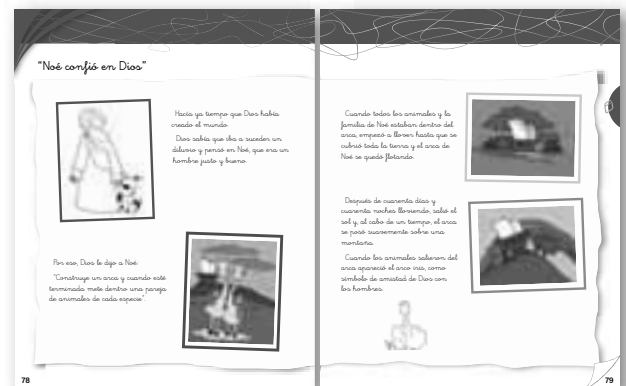 "Noé confió en Dios"
Hacía ya tiempo que Dios había
creado el mundo.
Dios sabía que iba a suceder un
diluvio y pensó en Noé, que era un
hombre justo y bueno.
Por eso, Dios le dijo a Noé:
"Construye un arca y cuando esté
terminada mete dentro una pareja
de animales de cada especie".
78
Cuando todos los animales y la
familia de Noé estaban dentro del
arca, empezó a llover hasta que se
cubrió toda la tierra y el arca de
Noé se quedó flotando.
Después de cuarenta días y
cuarenta noches lloviendo, salió el
sol y, al cabo de un tiempo, el arca
se posó suavemente sobre una
montaña.
Cuando los animales salieron del
arca apareció el arco iris, como
símbolo de amistad de Dios con
los hombres.
79